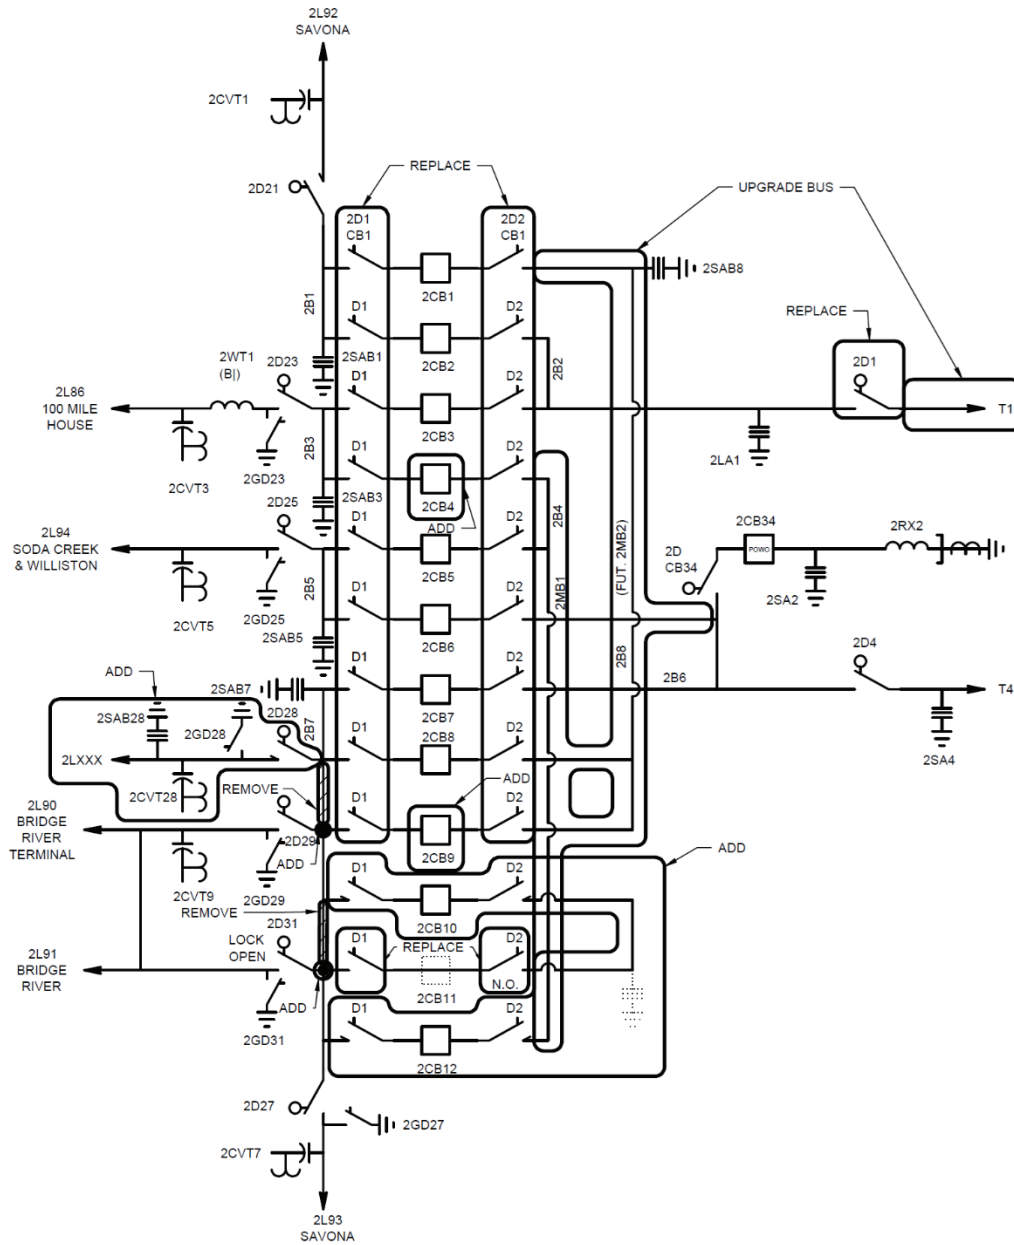 2L92
SAVONA
2CVT1
2D21
REPLACE
UPGRADE BUS
2D1
CB1
2D2
CB1
2SAB8
2CB1
2B1
D1
D2
REPLACE
2WT1
(B|)
2D23
2SAB1
2CB2
2B2
2D1
D1
D2
2L86
100 MILE
HOUSE
T1
2CB3
2B3
2GD23
2CVT3
2LA1
D1
D2
2D25
2SAB3
2CB4
ADD
2B4
(FUT. 2MB2)
2CB34
2RX2
D1
D2
2L94
SODA CREEK
& WILLITON
2D
CB34
POWO
2CB5
2B5
2MB1
2CVT5
2GD25
2SAB5
2SA2
D1
D2
2CB6
2D4
D1
D2
2B8
ADD
2SAB7
2B6
T4
2SAB28
2GD28
2D28
2B7
2CB7
D1
D2
2CB8
2LXXX
2SA4
2CVT28
REMOVE
ADD
D1
D2
2L90
BRIDGE
RIVER
TERMINAL
2D29
ADD
2CB9
ADD
2CVT9
2GD29
D1
D2
REMOVE
2CB10
2D31
LOCK
OPEN
D1
REPLACE
D2
2L91
BRIDGE
RIVER
N.O.
2CB11
ADD
2GD31
D1
D2
2CB12
2D27
2GD27
2CVT7
2L93
SAVONA